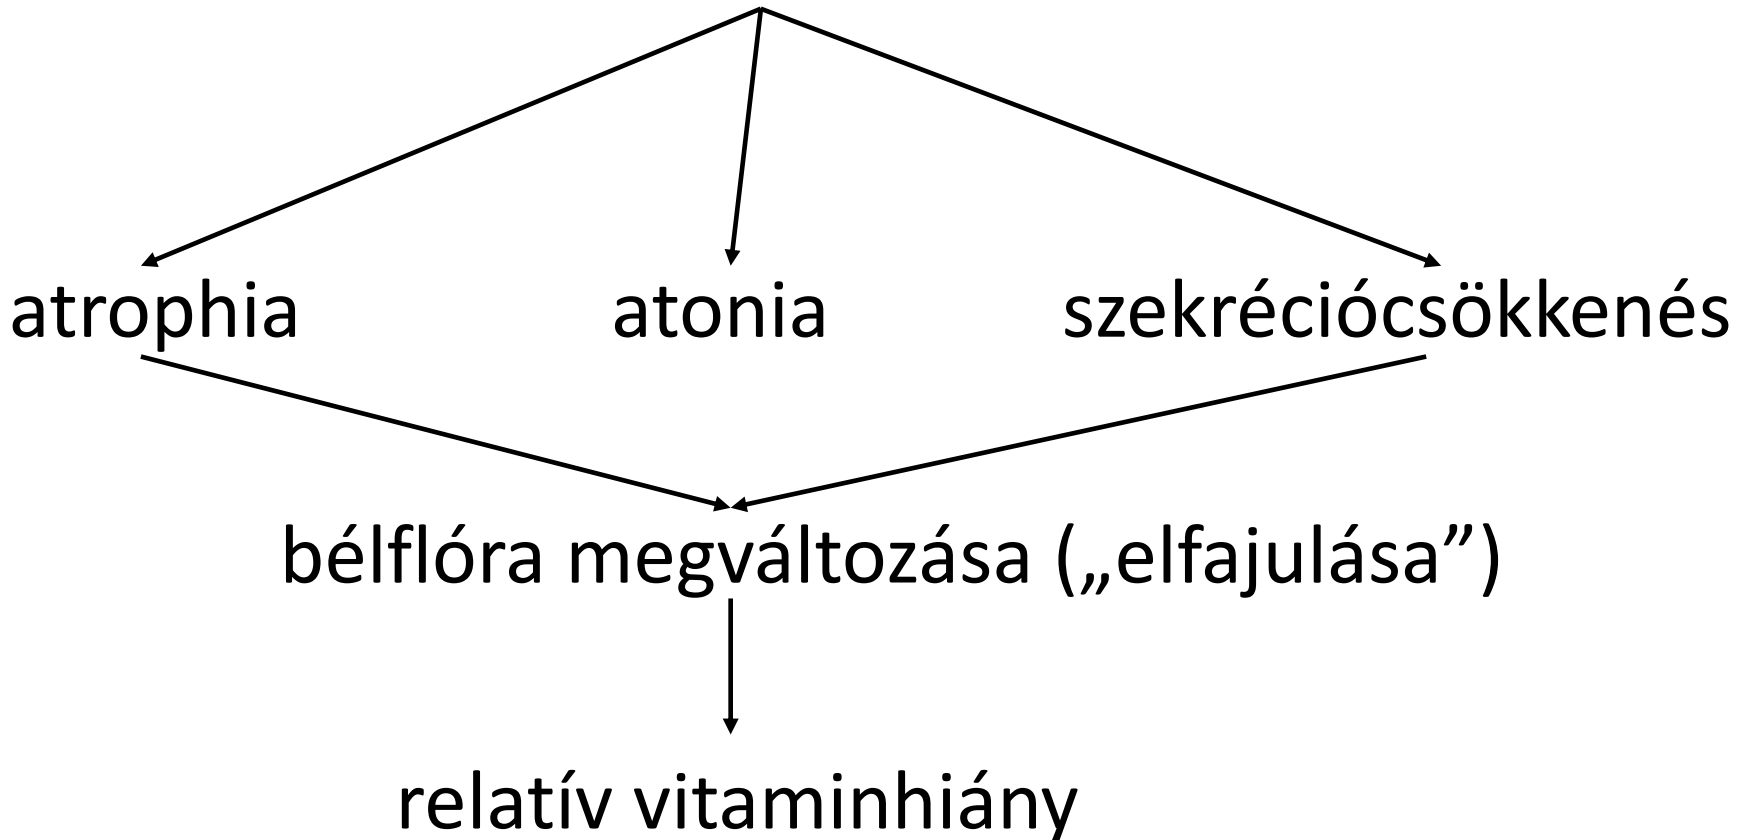 atrophia atonia szekréciócsökkenés
bélflóra megváltozása („elfajulása”)
relatív vitaminhiány